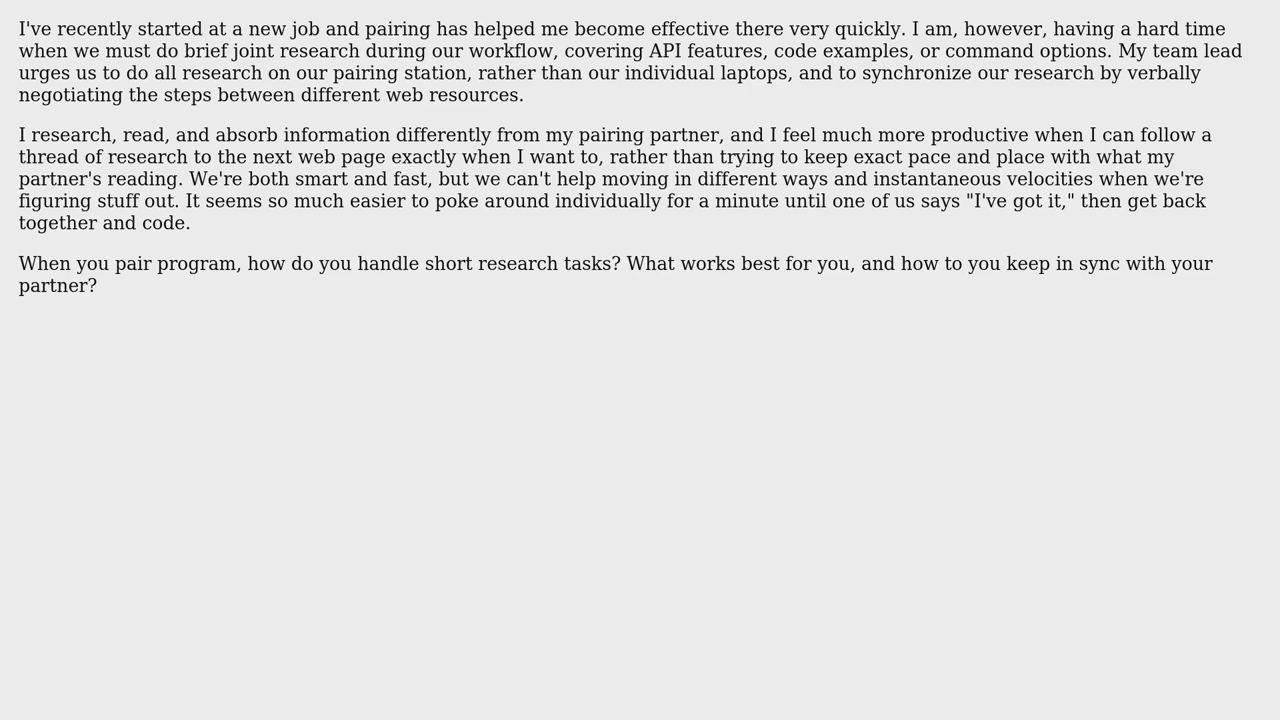 I've recently started at a new job and pairing has helped me become effective there very quickly. I am, however, having a hard time
when we must do brief joint research during our workflow, covering API features, code examples, or command options. My team lead
urges us to do all research on our pairing station, rather than our individual laptops, and to synchronize our research by verbally
negotiating the steps between different web resources.
I research, read, and absorb information differently from my pairing partner, and I feel much more productive when I can follow a
thread of research to the next web page exactly when I want to, rather than trying to keep exact pace and place with what my
partner's reading. We're both smart and fast, but we can't help moving in different ways and instantaneous velocities when we're
figuring stuff out. It seems so much easier to poke around individually for a minute until one of us says "I've got it," then get back
together and code.
When you pair program, how do you handle short research tasks? What works best for you, and how to you keep in sync with your
partner?